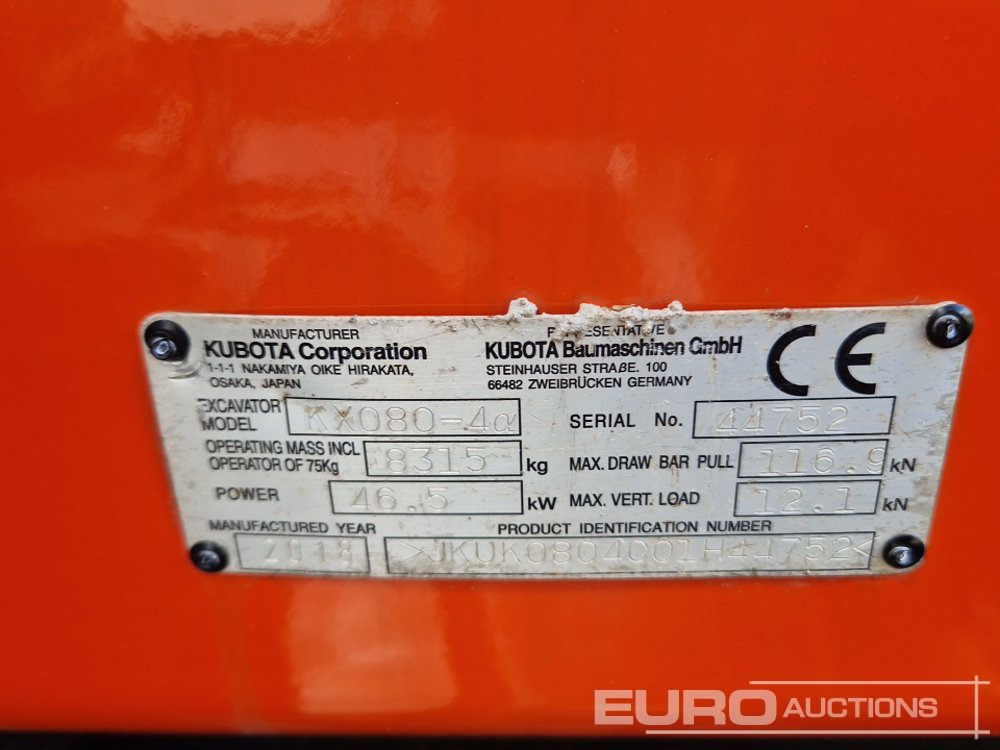 MANUFACTURER
KUBOTA Corporation
1-1-1 NAKAMIYA OIKE HIRAKATA,
OSAKA, JAPAN
REPRESENTATIVE
KUBOTA Baumaschinen GmbH
STEINHAUSER STRAßE. 100
66482 ZWEIBRÜCKEN GERMANY
CE
EXCAVATOR MODEL KX080-4α
SERIAL No. 44752
OPERATING MASS INCL OPERATOR OF 75Kg 8315 kg
MAX. DRAW BAR PULL 116.9 kN
POWER 46.5 kW
MAX. VERT. LOAD 12.1 kN
MANUFACTURED YEAR
2018
PRODUCT IDENTIFICATION NUMBER
>JKUK0804C01H44752<
EURO AUCTIONS